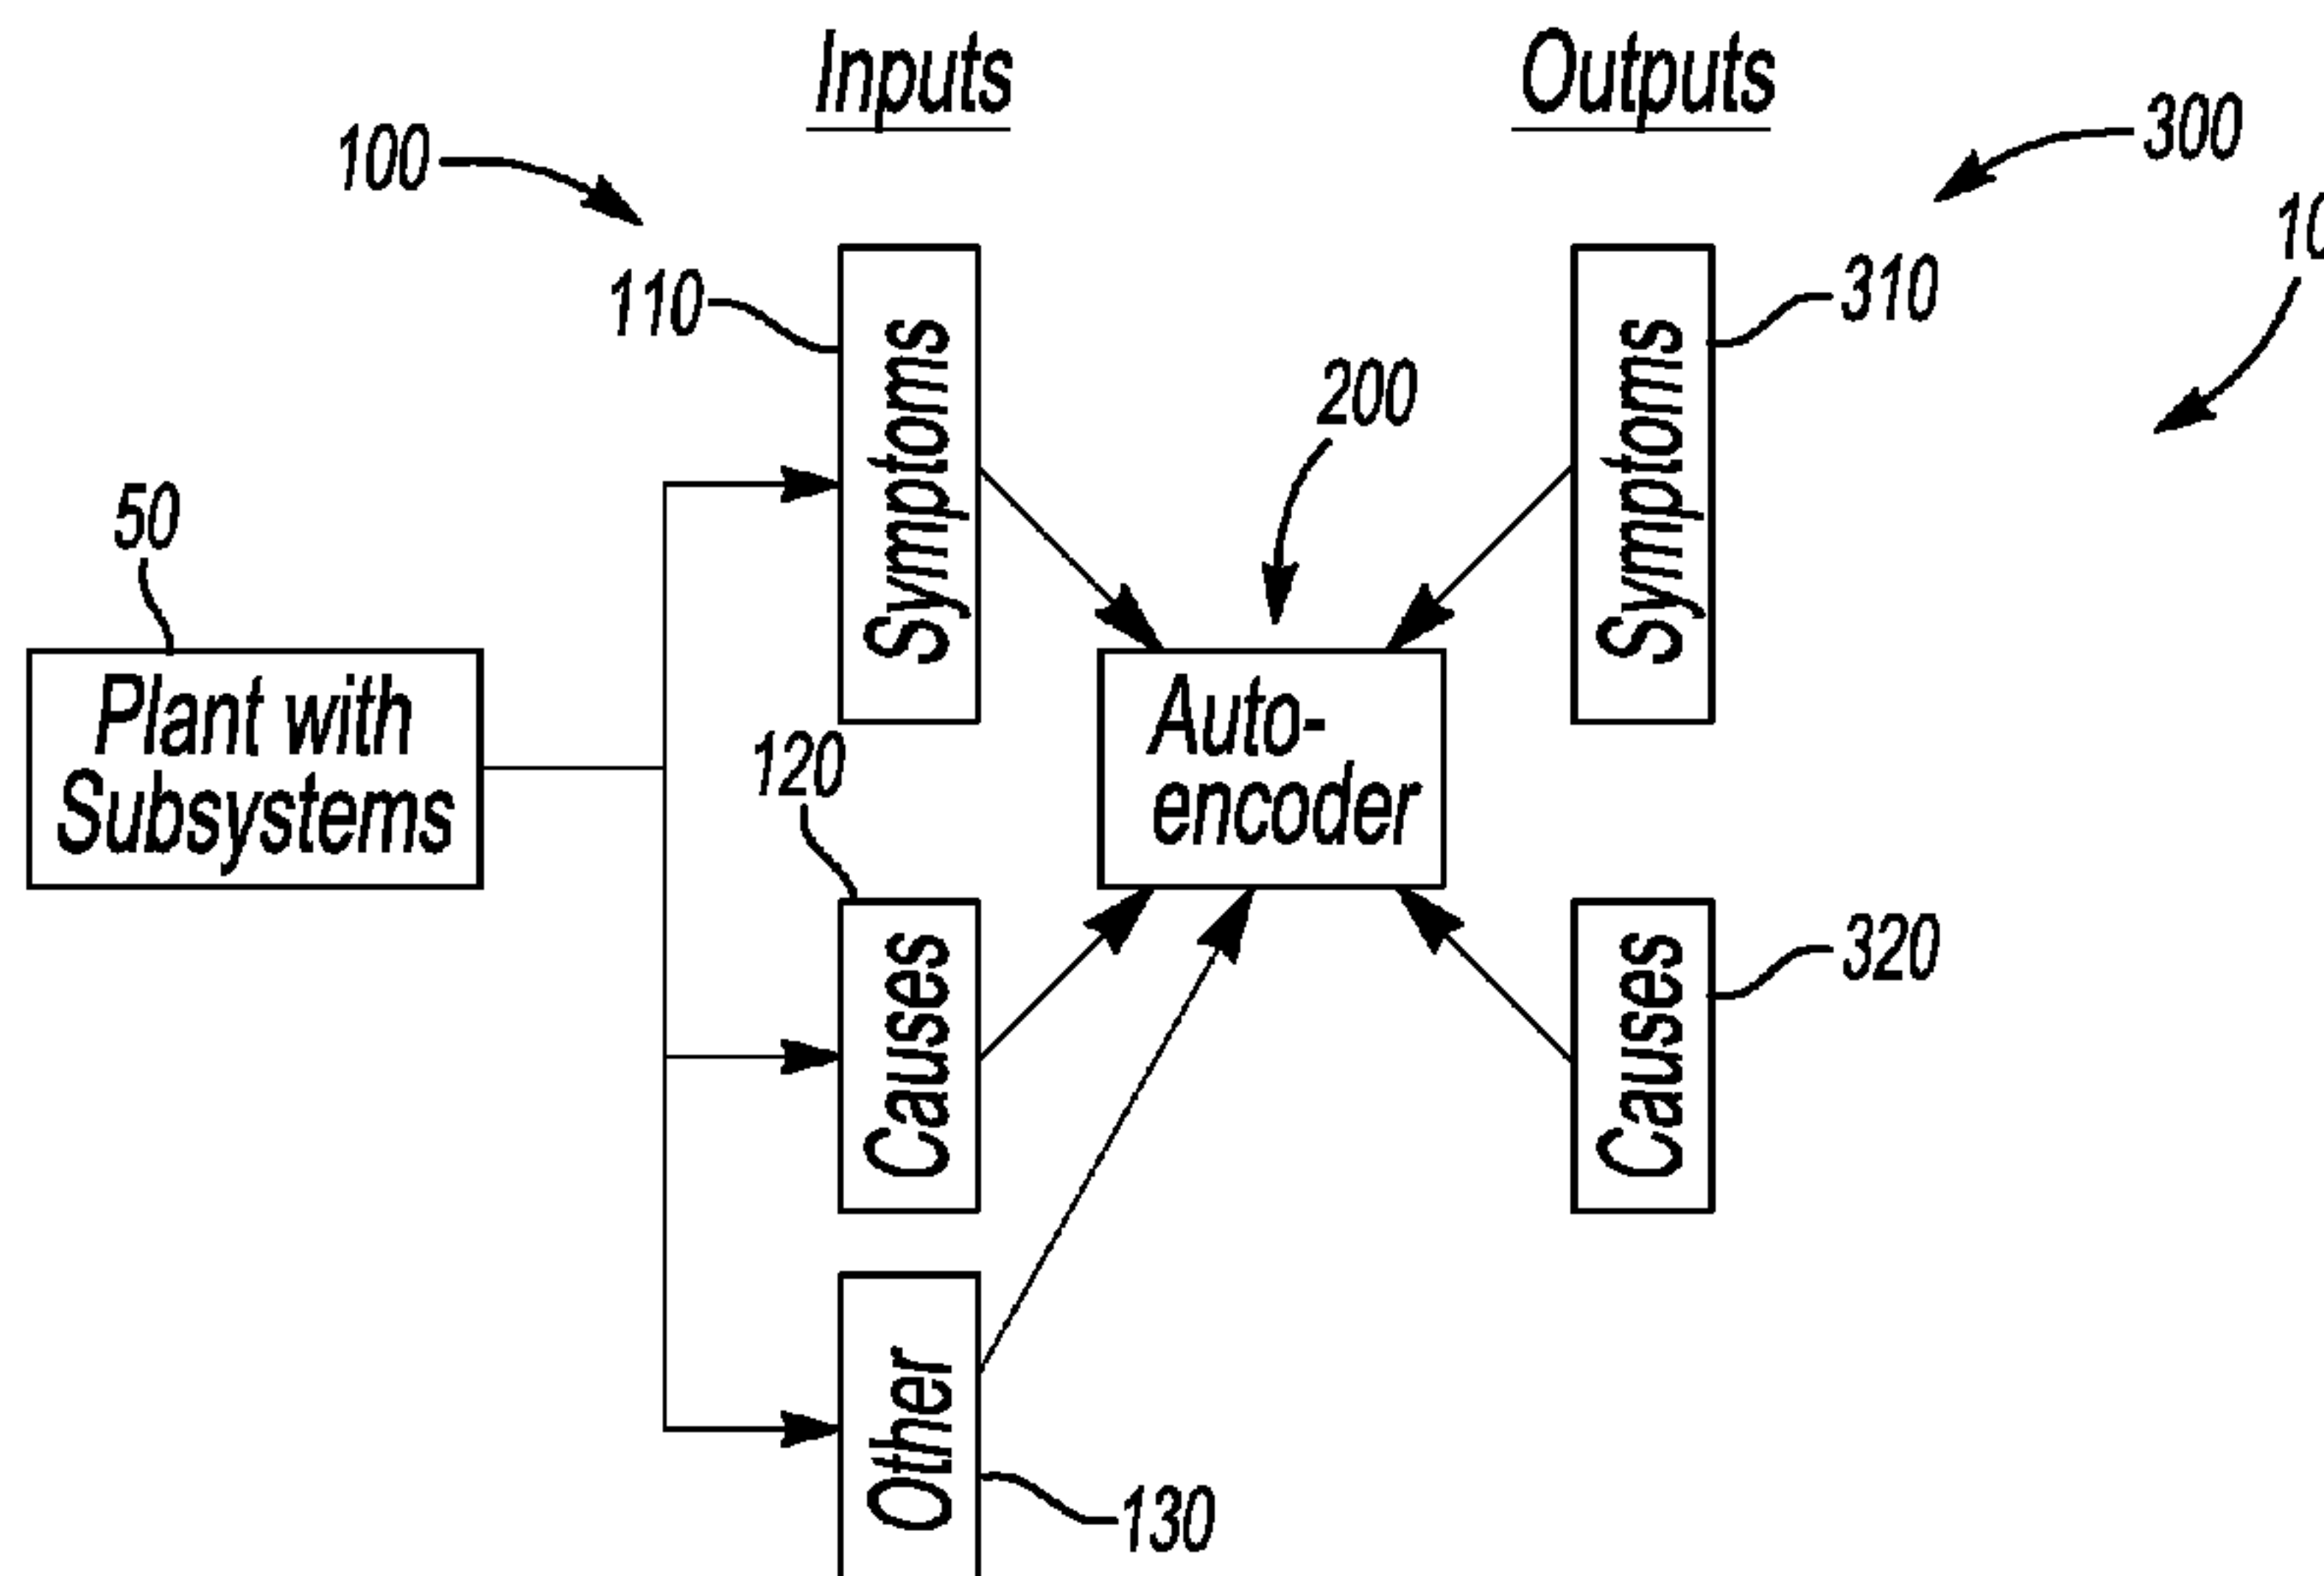 Inputs
Outputs
100
300
10
110
310
Symptoms
Symptoms
200
50
Plant with
Subsystems
Auto-
encoder
120
Causes
Causes
320
Other
130